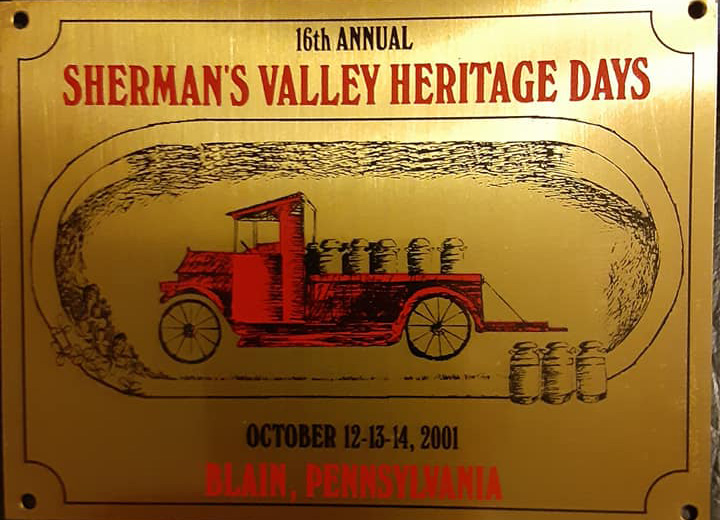 16th ANNUAL
SHERMAN'S VALLEY HERITAGE DAYS
OCTOBER 12-13-14, 2001
BLAIN, PENNSYLVANIA